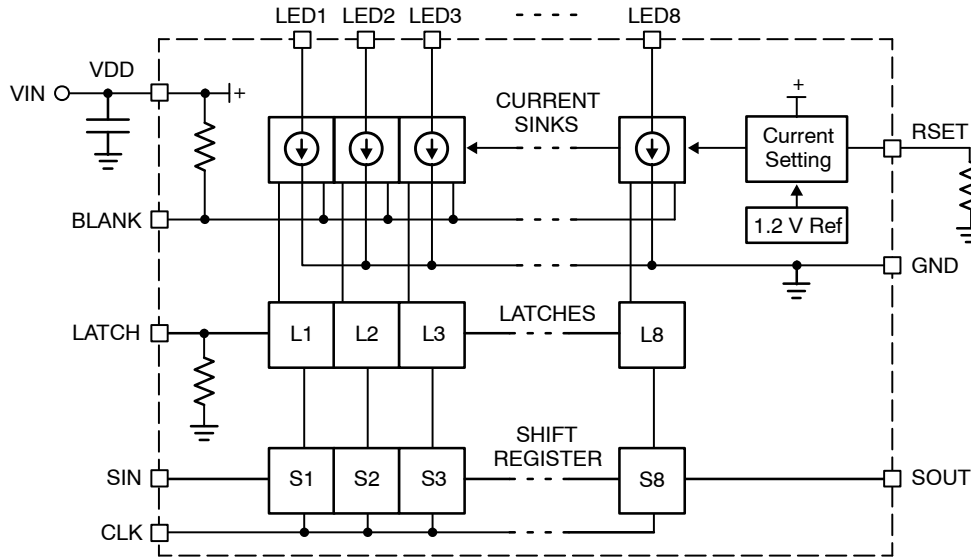 LED1 LED2 LED3 - - - - LED8
VDD
VIN
+
CURRENT
SINKS
+
Current
Setting
RSET
BLANK
1.2 V Ref
GND
LATCH
L1 L2 L3
LATCHES
L8
SHIFT
REGISTER
SIN
S1 S2 S3
S8
SOUT
CLK